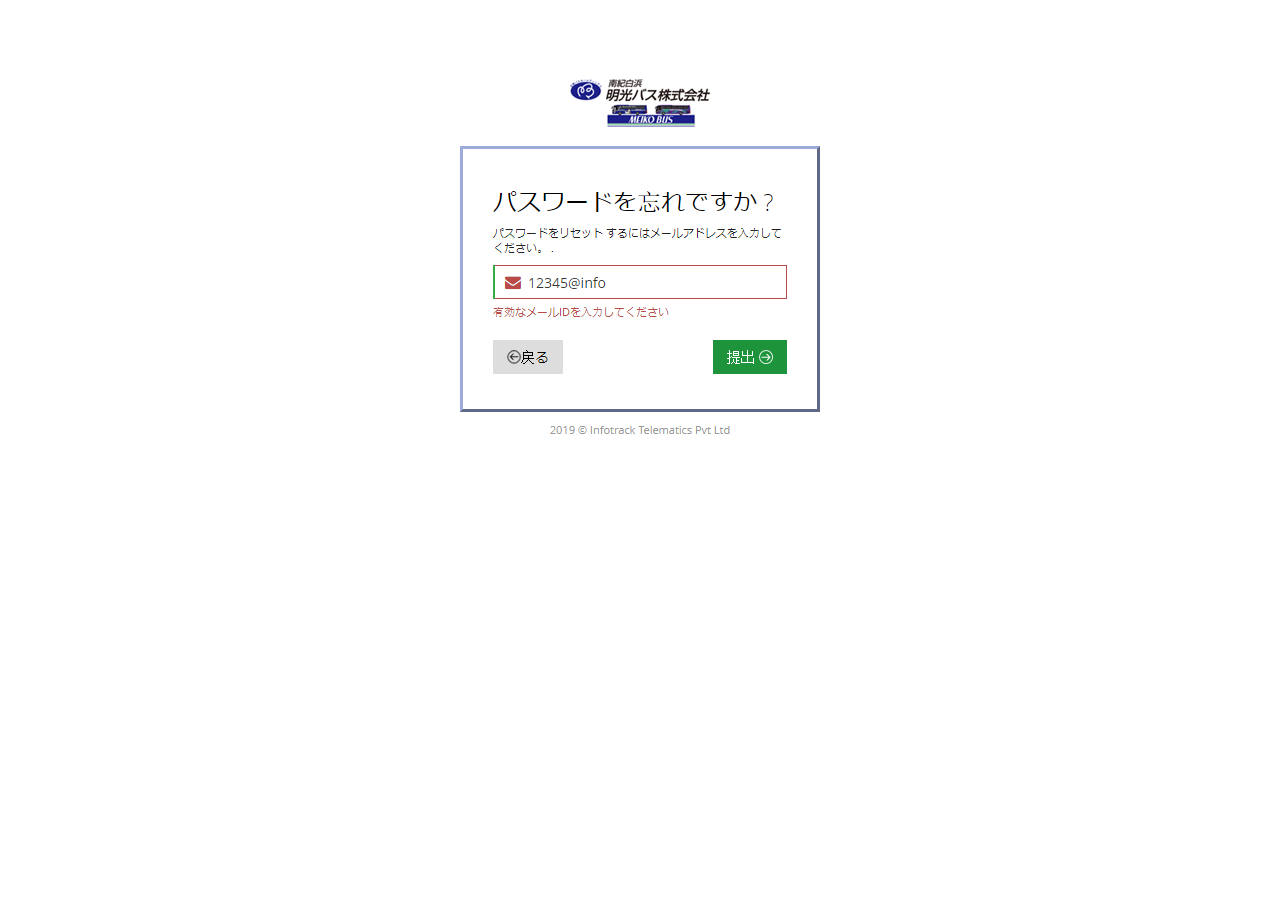 南紀白浜
明光バス株式会社
MEIKO BUS
パスワードを忘れですか ?
パスワードをリセット するにはメールアドレスを入力して
ください。 .
12345@info
有効なメールIDを入力してください
戻る
提出
2019 © Infotrack Telematics Pvt Ltd